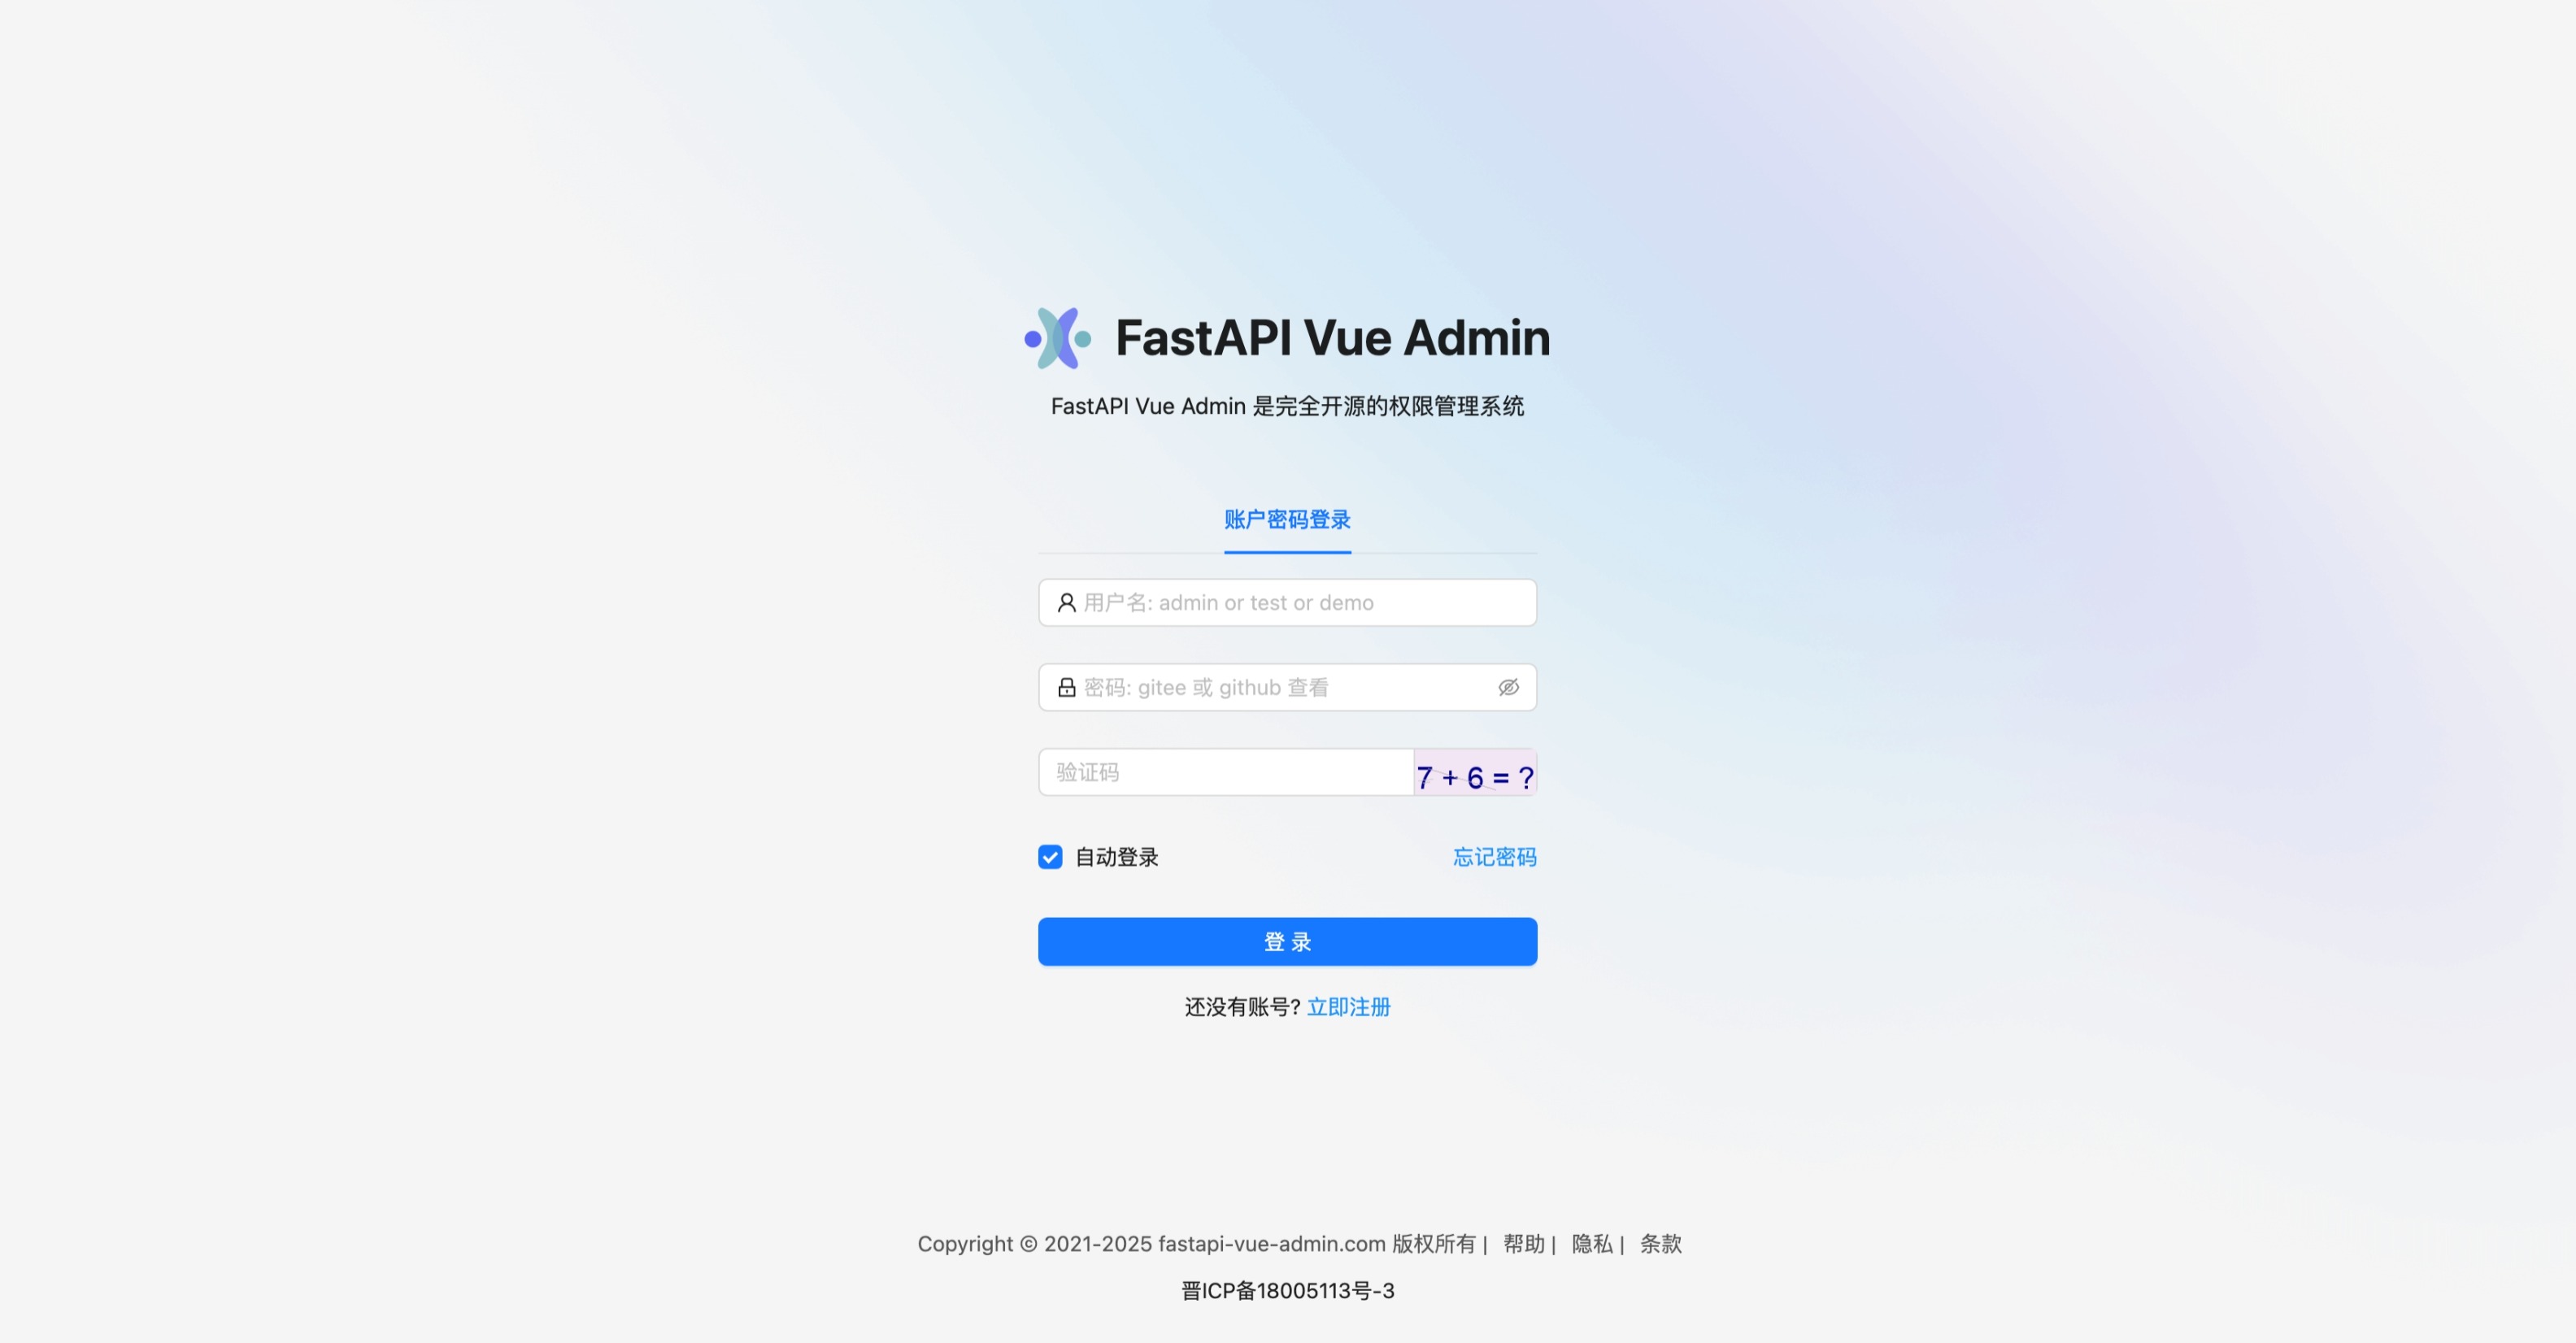 FastAPI Vue Admin
FastAPI Vue Admin 是完全开源的权限管理系统
账户密码登录
用户名: admin or test or demo
密码: gitee 或 github 查看
验证码 7 + 6 = ?
自动登录 忘记密码
登 录
还没有账号? 立即注册
Copyright © 2021-2025 fastapi-vue-admin.com 版权所有 | 帮助 | 隐私 | 条款
晋ICP备18005113号-3